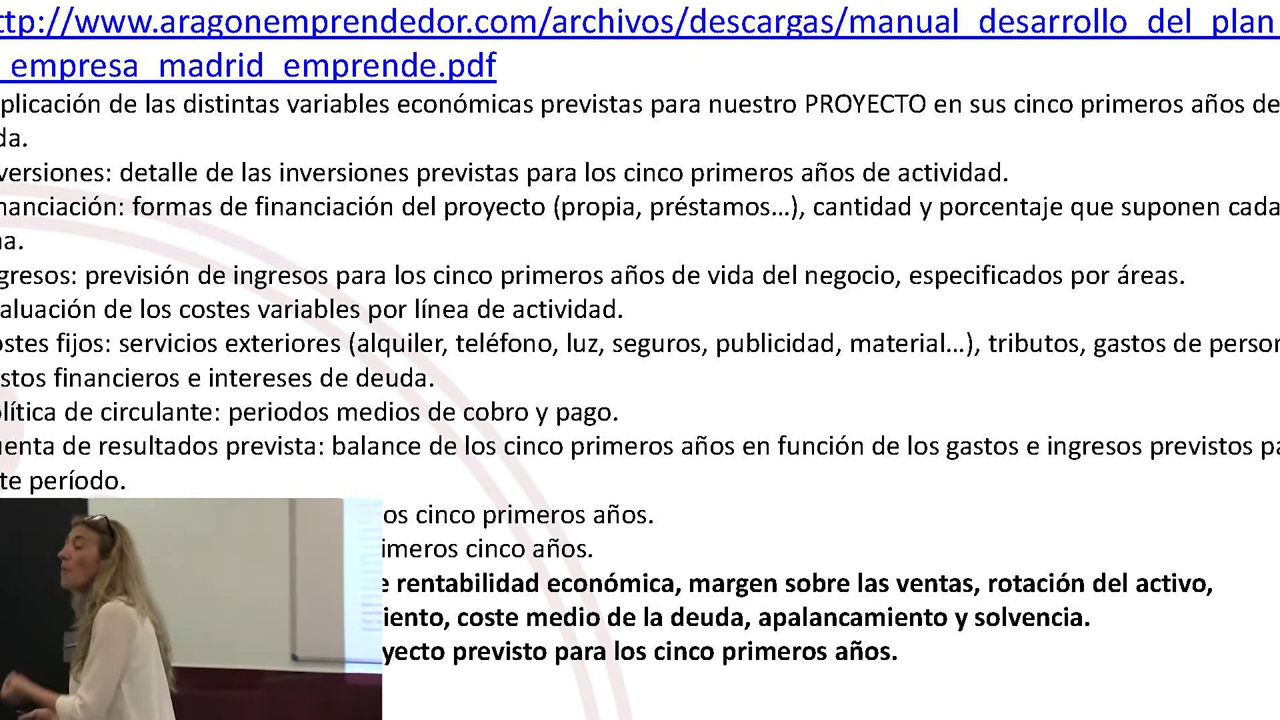 ttp://www.aragonemprendedor.com/archivos/descargas/manual_desarrollo_del_plan_
_empresa_madrid_emprende.pdf
plicación de las distintas variables económicas previstas para nuestro PROYECTO en sus cinco primeros años de
da.
versiones: detalle de las inversiones previstas para los cinco primeros años de actividad.
nanciación: formas de financiación del proyecto (propia, préstamos...), cantidad y porcentaje que suponen cada
na.
gresos: previsión de ingresos para los cinco primeros años de vida del negocio, especificados por áreas.
aluación de los costes variables por línea de actividad.
ostes fijos: servicios exteriores (alquiler, teléfono, luz, seguros, publicidad, material...), tributos, gastos de person
stos financieros e intereses de deuda.
olítica de circulante: periodos medios de cobro y pago.
uenta de resultados prevista: balance de los cinco primeros años en función de los gastos e ingresos previstos pa
te período.
os cinco primeros años.
imeros cinco años.
e rentabilidad económica, margen sobre las ventas, rotación del activo,
iento, coste medio de la deuda, apalancamiento y solvencia.
yecto previsto para los cinco primeros años.